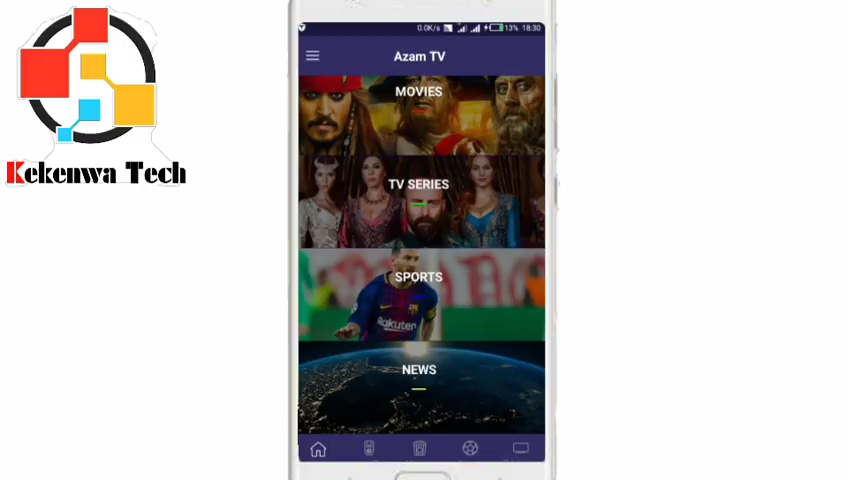 Kekenwa Tech
0.0K/s 13% 18:30
Azam TV
MOVIES
TV SERIES
SPORTS
Rakuten
NEWS